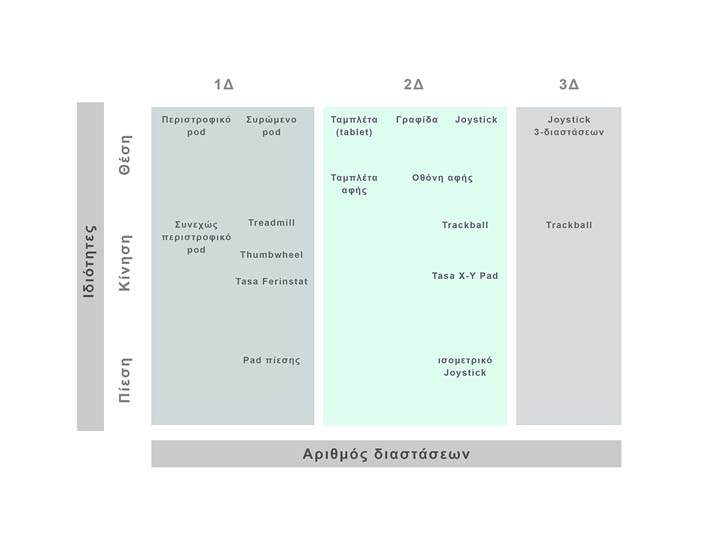 1Δ 2Δ 3Δ
Ιδιότητες
Θέση
Περιστροφικό Συρώμενο Ταμπλέτα Γραφίδα Joystick Joystick
pod pod (tablet) 3-διαστάσεων
Ταμπλέτα Οθόνη αφής
αφής
Κίνηση
Συνεχώς Treadmill Trackball Trackball
περιστροφικό
pod Thumbwheel
Tasa X-Y Pad
Tasa Ferinstat
Πίεση
Pad πίεσης ισομετρικό
Joystick
Αριθμός διαστάσεων